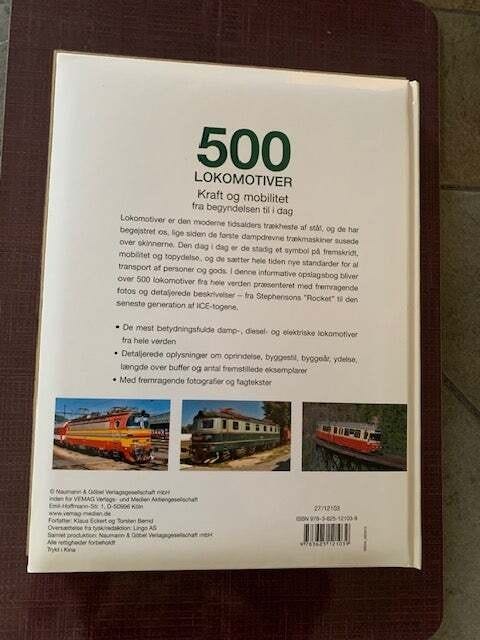 500
LOKOMOTIVER
Kraft og mobilitet
fra begyndelsen til i dag
Lokomotiver er den moderne tidsalders trækheste af stål, og de har
begejstret os, lige siden de første dampdrevne trækmaskiner susede
over skinnerne. Den dag i dag er de stadig et symbol på fremskridt,
mobilitet og topydelse, og de sætter hele tiden nye standarder for al
transport af personer og gods. I denne informative opslagsbog bliver
over 500 lokomotiver fra hele verden præsenteret med fremragende
fotos og detaljerede beskrivelser – fra Stephensons "Rocket" til den
seneste generation af ICE-togene.
• De mest betydningsfulde damp-, diesel- og elektriske lokomotiver
fra hele verden
• Detaljerede oplysninger om oprindelse, byggestil, byggeår, ydelse,
længde over buffer og antal fremstillede eksemplarer
• Med fremragende fotografier og fagtekster
© Naumann & Göbel Verlagsgesellschaft mbH
inden for VEMAG Verlags- und Medien Aktiengesellschaft
Emil-Hoffmann-Str. 1, D-50996 Köln
www.vemag-medien.de
Forfatter: Klaus Eckert og Torsten Berndt
Oversættelse fra tysk/redaktion: Lingo AS
Samlet produktion: Naumann & Göbel Verlagsgesellschaft mbH
Alle rettigheder forbeholdt
Trykt i Kina
27/12103
ISBN 978-3-625-12103-9
9 783625 121039